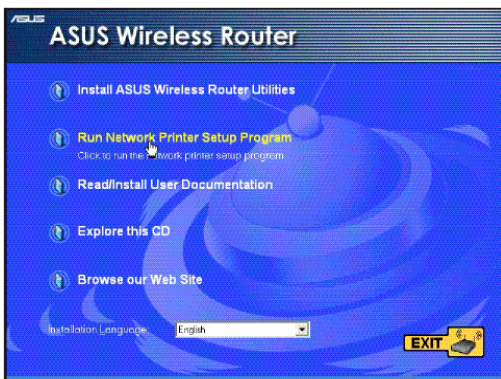 ASUS
ASUS Wireless Router
Install ASUS Wireless Router Utilities
Run Network Printer Setup Program
Click to run the network printer setup program
Read/Install User Documentation
Explore this CD
Browse our Web Site
Installation Language: English
EXIT